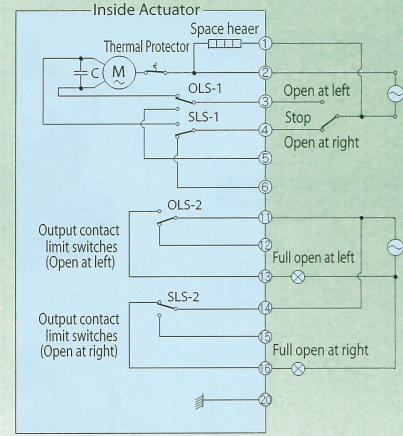 Inside Actuator
Space heaer
1
Thermal Protector
C
M
2
OLS-1
3
Open at left
SLS-1
Stop
4
Open at right
5
6
OLS-2
11
Output contact
limit switches
(Open at left)
12
Full open at left
13
SLS-2
14
Output contact
limit switches
(Open at right)
15
Full open at right
16
20